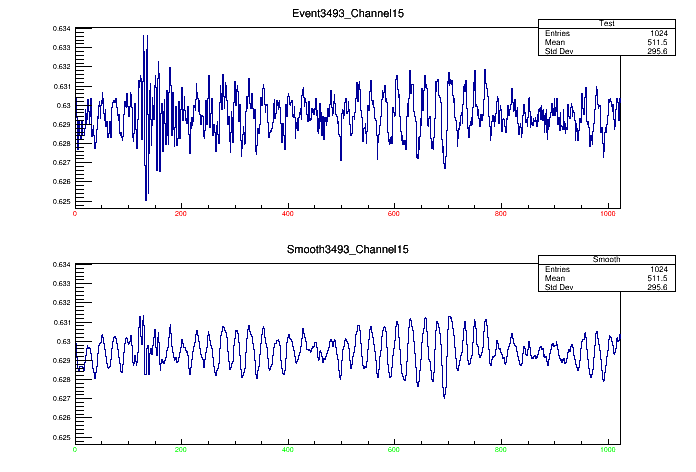 Event3493_Channel15
Test
Entries 1024
Mean 511.5
Std Dev 295.6
0.634
0.633
0.632
0.631
0.63
0.629
0.628
0.627
0.626
0.625
0 200 400 600 800 1000
Smooth3493_Channel15
Smooth
Entries 1024
Mean 511.5
Std Dev 295.6
0.634
0.633
0.632
0.631
0.63
0.629
0.628
0.627
0.626
0.625
0 200 400 600 800 1000